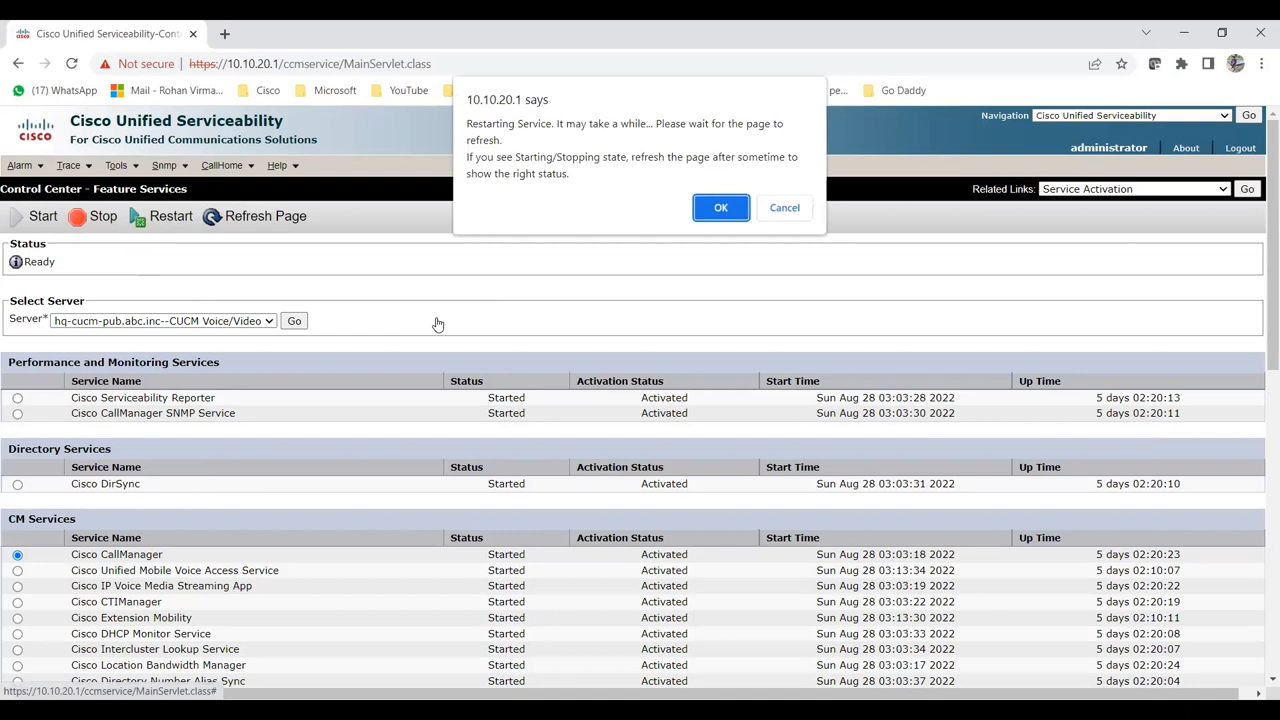 Cisco Unified Serviceability-Cont
Not secure https://10.10.20.1/ccmservice/MainServlet.class
(17) WhatsApp Mail - Rohan Virma... Cisco Microsoft YouTube pe... Go Daddy
10.10.20.1 says
Restarting Service. It may take a while... Please wait for the page to
refresh.
If you see Starting/Stopping state, refresh the page after sometime to
show the right status.
OK Cancel
CISCO
Cisco Unified Serviceability
For Cisco Unified Communications Solutions
Navigation Cisco Unified Serviceability Go
administrator About Logout
Alarm Trace Tools Snmp CallHome Help
Control Center - Feature Services
Related Links: Service Activation Go
Start Stop Restart Refresh Page
Status
Ready
Select Server
Server* hq-cucm-pub.abc.inc--CUCM Voice/Video Go
Performance and Monitoring Services
Service Name Status Activation Status Start Time Up Time
Cisco Serviceability Reporter Started Activated Sun Aug 28 03:03:28 2022 5 days 02:20:13
Cisco CallManager SNMP Service Started Activated Sun Aug 28 03:03:30 2022 5 days 02:20:11
Directory Services
Service Name Status Activation Status Start Time Up Time
Cisco DirSync Started Activated Sun Aug 28 03:03:31 2022 5 days 02:20:10
CM Services
Service Name Status Activation Status Start Time Up Time
Cisco CallManager Started Activated Sun Aug 28 03:03:18 2022 5 days 02:20:23
Cisco Unified Mobile Voice Access Service Started Activated Sun Aug 28 03:13:34 2022 5 days 02:10:07
Cisco IP Voice Media Streaming App Started Activated Sun Aug 28 03:03:19 2022 5 days 02:20:22
Cisco CTIManager Started Activated Sun Aug 28 03:03:22 2022 5 days 02:20:19
Cisco Extension Mobility Started Activated Sun Aug 28 03:13:30 2022 5 days 02:10:11
Cisco DHCP Monitor Service Started Activated Sun Aug 28 03:03:33 2022 5 days 02:20:08
Cisco Intercluster Lookup Service Started Activated Sun Aug 28 03:03:34 2022 5 days 02:20:07
Cisco Location Bandwidth Manager Started Activated Sun Aug 28 03:03:17 2022 5 days 02:20:24
Cisco Directory Number Alias Sync Started Activated Sun Aug 28 03:03:37 2022 5 days 02:20:04
https://10.10.20.1/ccmservice/MainServlet.class#